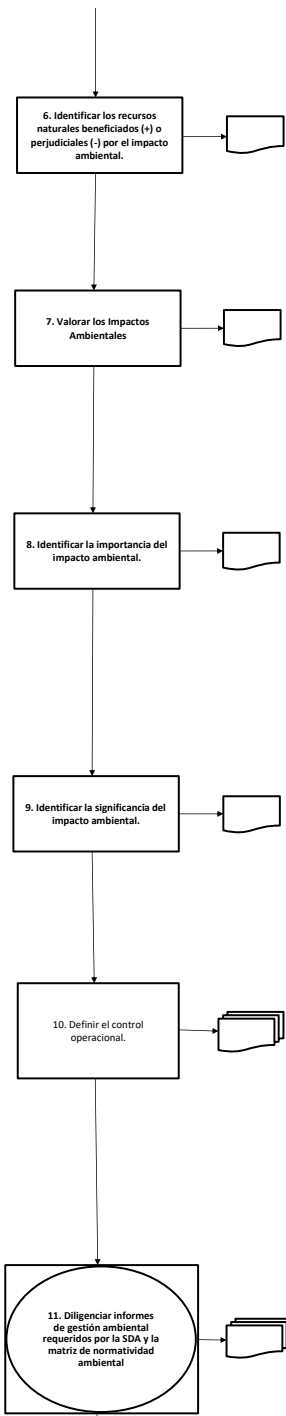 6. Identificar los recursos
naturales beneficiados (+) o
perjudiciales (-) por el impacto
ambiental.
7. Valorar los Impactos
Ambientales
8. Identificar la importancia del
impacto ambiental.
9. Identificar la significancia del
impacto ambiental.
10. Definir el control
operacional.
11. Diligenciar informes
de gestión ambiental
requeridos por la SDA y la
matriz de normatividad
ambiental